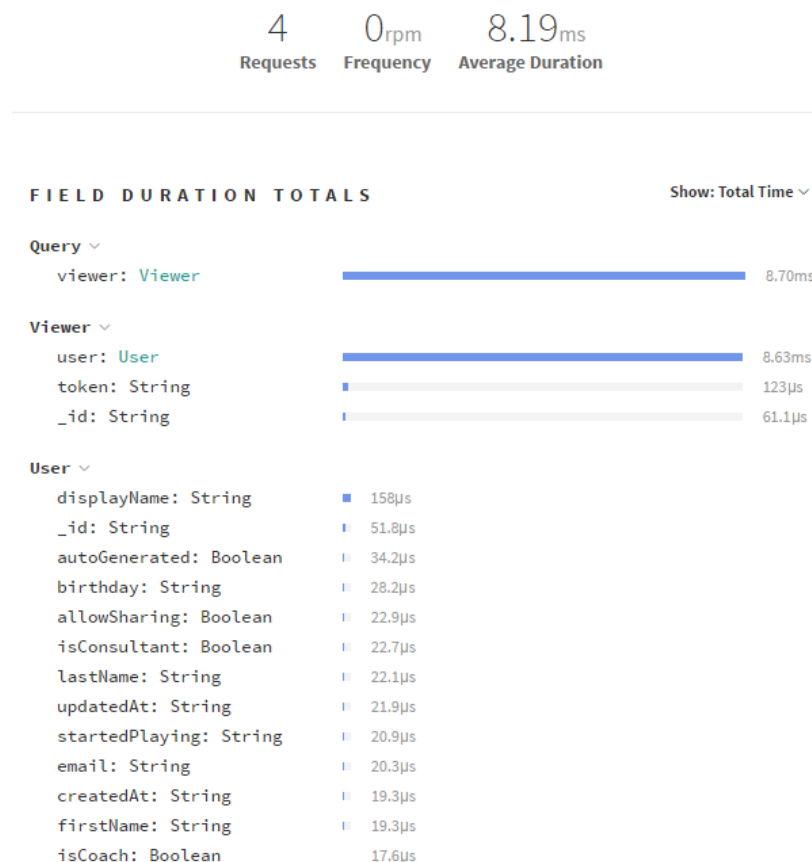 4 0rpm 8.19ms
Requests Frequency Average Duration
FIELD DURATION TOTALS Show: Total Time
Query
viewer: Viewer 8.70ms
Viewer
user: User 8.63ms
token: String 123µs
_id: String 61.1µs
User
displayName: String 158µs
_id: String 51.8µs
autoGenerated: Boolean 34.2µs
birthday: String 28.2µs
allowSharing: Boolean 22.9µs
isConsultant: Boolean 22.7µs
lastName: String 22.1µs
updatedAt: String 21.9µs
startedPlaying: String 20.9µs
email: String 20.3µs
createdAt: String 19.3µs
firstName: String 19.3µs
isCoach: Boolean 17.6µs